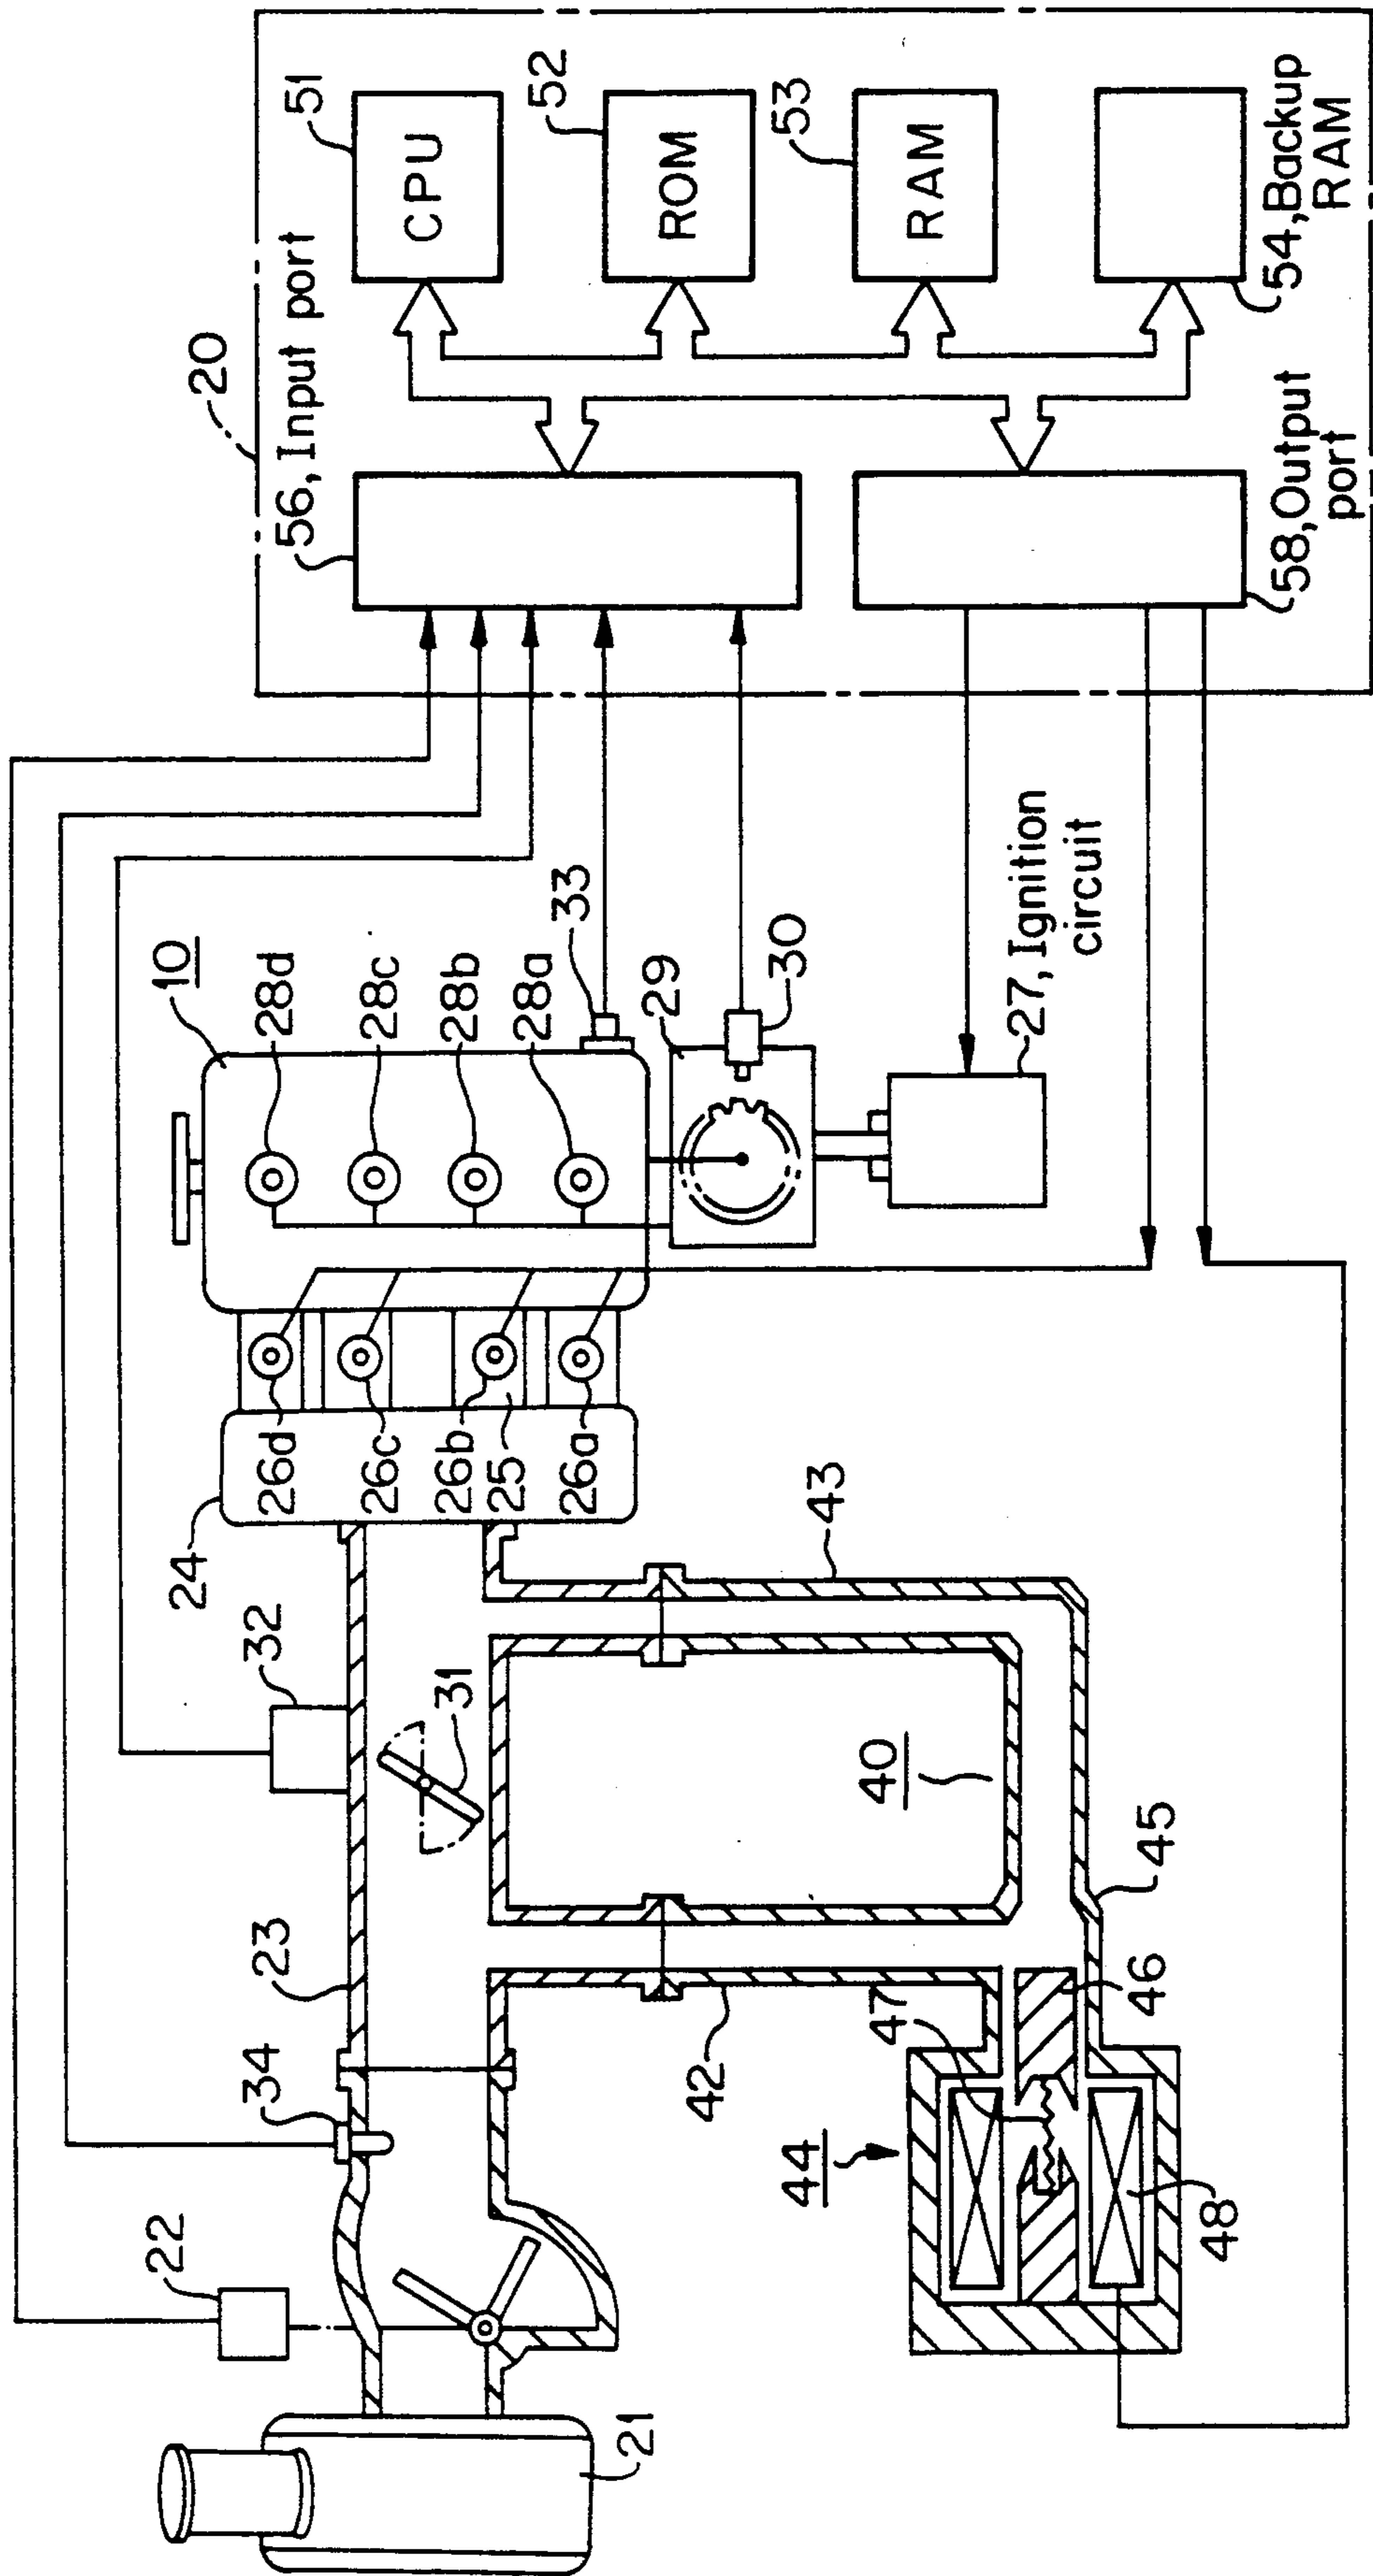 20
56, Input port
51
CPU
52
ROM
53
RAM
54, Backup
RAM
58, Output
port
10
28d
28c
28b
28a
33
29
30
27, Ignition
circuit
24
26d
26c
26b
25
26a
32
31
43
23
40
34
42
47
46
45
22
44
48
21